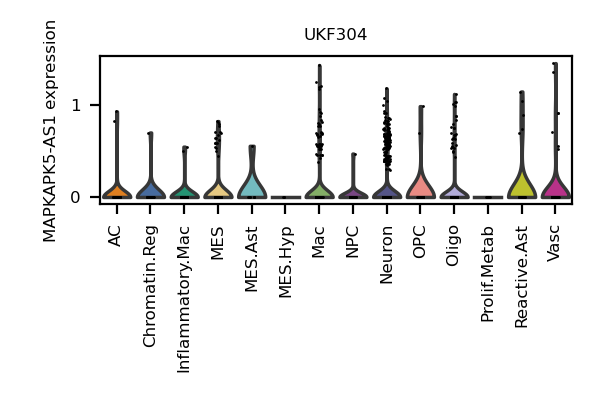 UKF304
MAPKAPK5-AS1 expression
1
0
AC
Chromatin.Reg
Inflammatory.Mac
MES
MES.Ast
MES.Hyp
Mac
NPC
Neuron
OPC
Oligo
Prolif.Metab
Reactive.Ast
Vasc